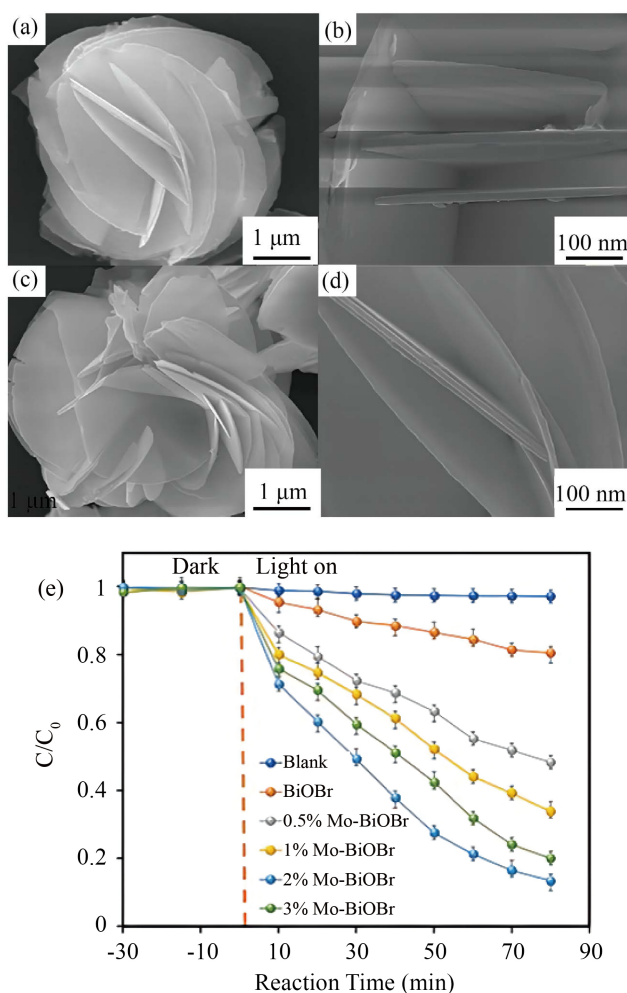 (a)
1 μm
(b)
100 nm
(c)
1 μm
1 μm
(d)
100 nm
(e)
Dark
Light on
C/C0
1
0.8
0.6
0.4
0.2
0
Blank
BiOBr
0.5% Mo-BiOBr
1% Mo-BiOBr
2% Mo-BiOBr
3% Mo-BiOBr
-30
-10
10
30
50
70
90
Reaction Time (min)